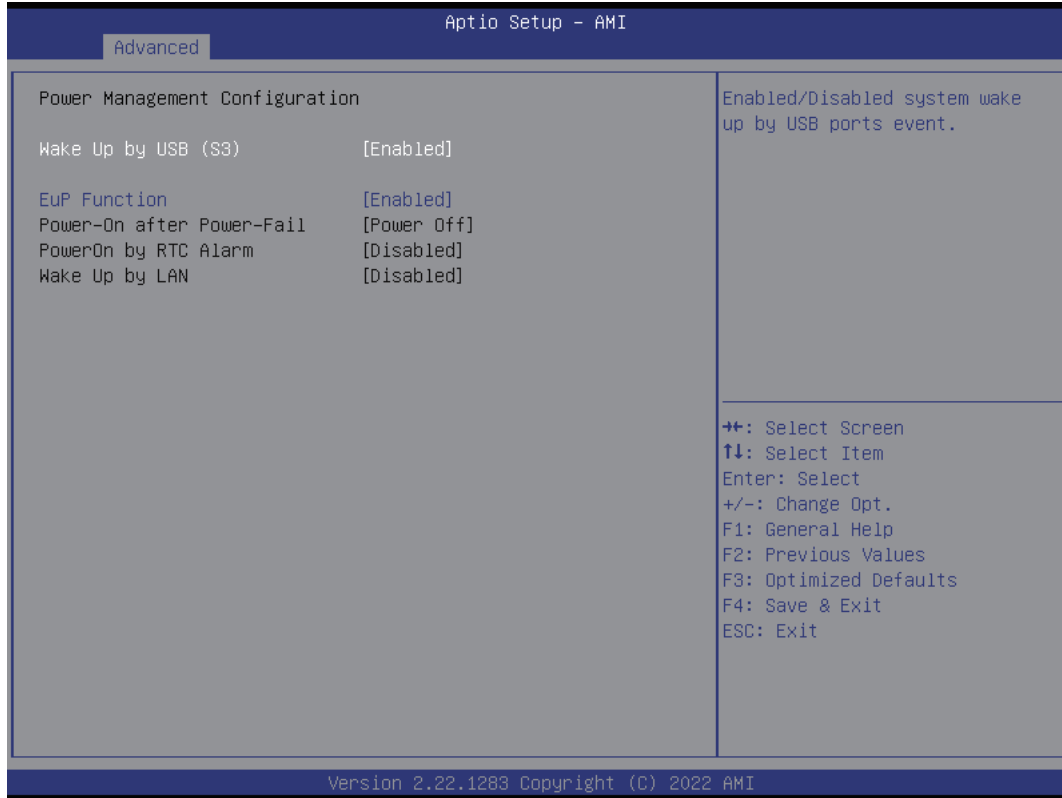 Aptio Setup – AMI
Advanced
Power Management Configuration
Wake Up by USB (S3) [Enabled]
EuP Function [Enabled]
Power-On after Power-Fail [Power Off]
PowerOn by RTC Alarm [Disabled]
Wake Up by LAN [Disabled]
Enabled/Disabled system wake
up by USB ports event.
→←: Select Screen
↑↓: Select Item
Enter: Select
+/-: Change Opt.
F1: General Help
F2: Previous Values
F3: Optimized Defaults
F4: Save & Exit
ESC: Exit
Version 2.22.1283 Copyright (C) 2022 AMI